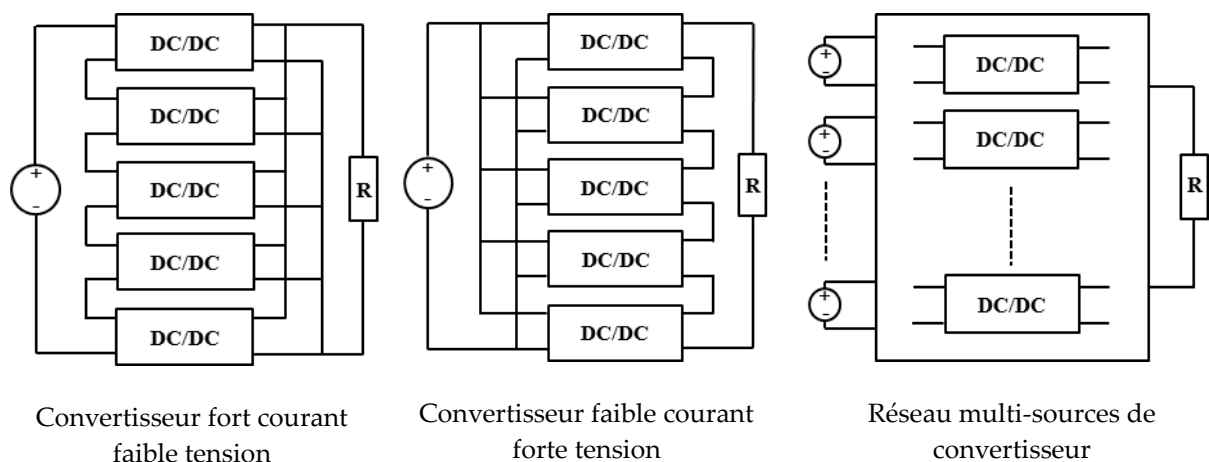 DC/DC
DC/DC
DC/DC
DC/DC
DC/DC
+
-
R
Convertisseur fort courant
faible tension
DC/DC
DC/DC
DC/DC
DC/DC
DC/DC
+
-
R
Convertisseur faible courant
forte tension
+
-
+
-
+
-
DC/DC
DC/DC
DC/DC
R
Réseau multi-sources de
convertisseur